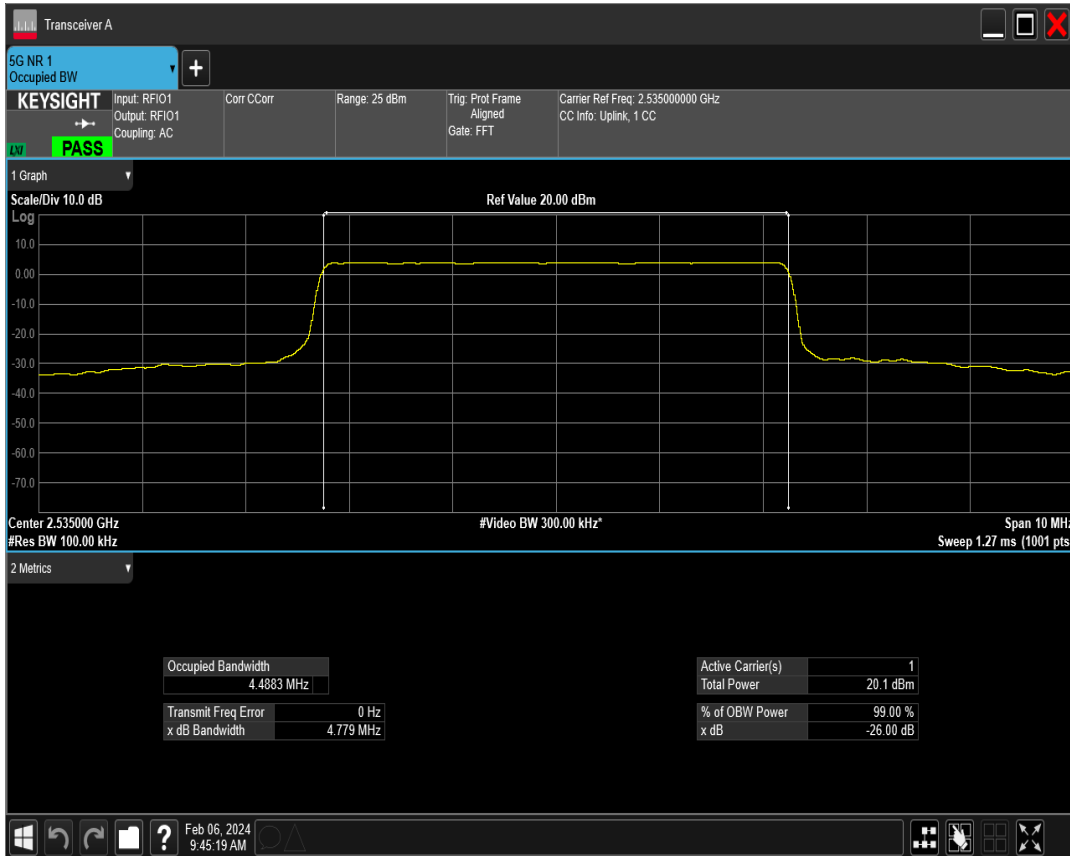 Transceiver A
5G NR 1
Occupied BW
KEYSIGHT
LXI
PASS
Input: RFIO1
Output: RFIO1
Coupling: AC
Corr CCorr
Range: 25 dBm
Trig: Prot Frame
Aligned
Gate: FFT
Carrier Ref Freq: 2.535000000 GHz
CC Info: Uplink, 1 CC
1 Graph
Scale/Div 10.0 dB
Ref Value 20.00 dBm
Log
10.0
0.00
-10.0
-20.0
-30.0
-40.0
-50.0
-60.0
-70.0
Center 2.535000 GHz
#Video BW 300.00 kHz*
Span 10 MHz
#Res BW 100.00 kHz
Sweep 1.27 ms (1001 pts
2 Metrics
Occupied Bandwidth
4.4883 MHz
Transmit Freq Error 0 Hz
x dB Bandwidth 4.779 MHz
Active Carrier(s) 1
Total Power 20.1 dBm
% of OBW Power 99.00 %
x dB -26.00 dB
?
Feb 06, 2024
9:45:19 AM